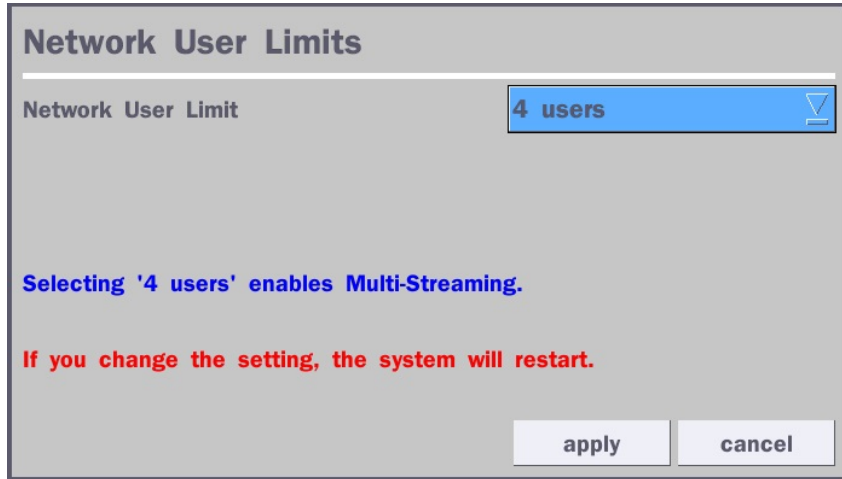 Network User Limits
Network User Limit
4 users
Selecting '4 users' enables Multi-Streaming.
If you change the setting, the system will restart.
apply
cancel